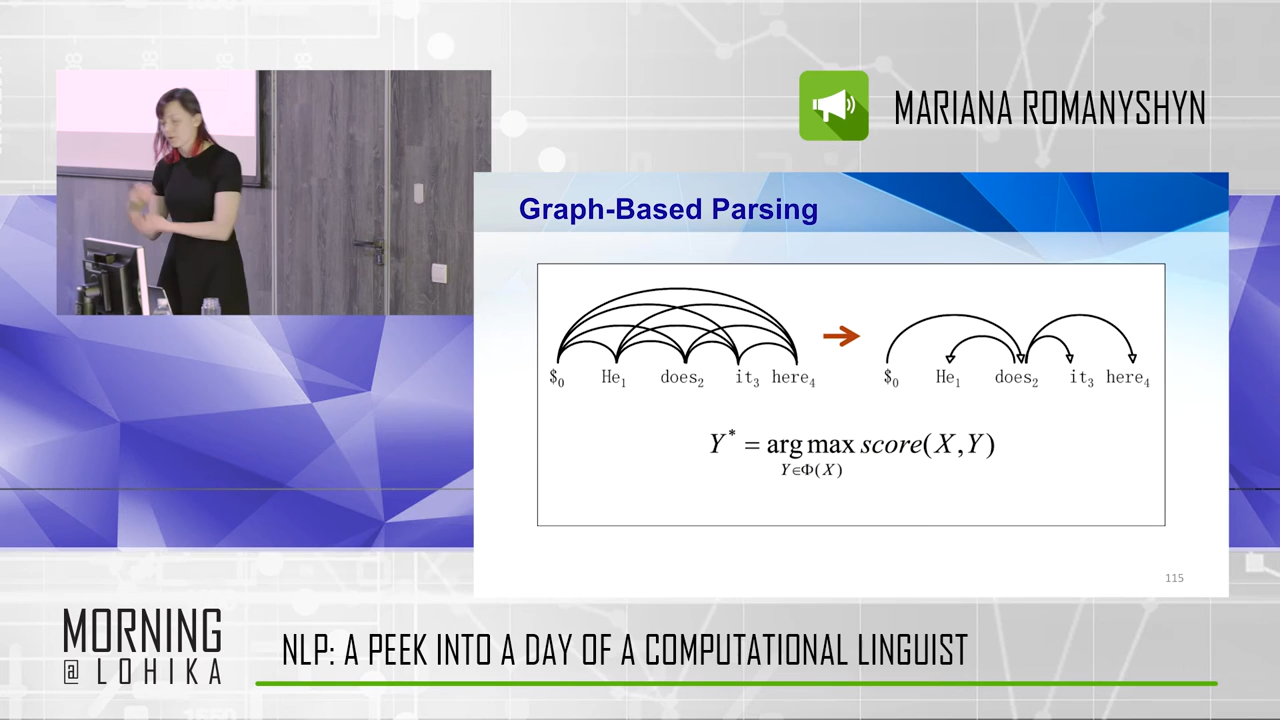 MARIANA ROMANYSHYN
Graph-Based Parsing
$₀ He₁ does₂ it₃ here₄
$₀ He₁ does₂ it₃ here₄
Y* = arg max score(X,Y)
Y∈Φ(X)
115
MORNING
@ LOHIKA
NLP: A PEEK INTO A DAY OF A COMPUTATIONAL LINGUIST